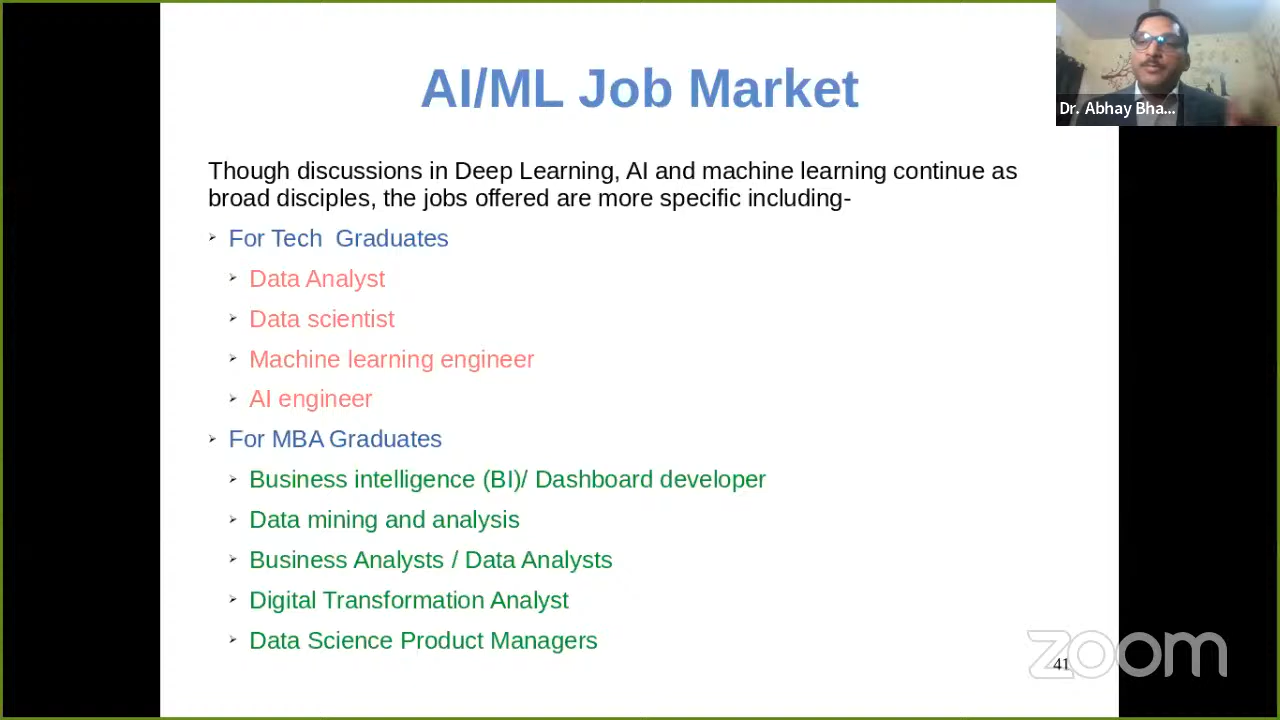 AI/ML Job Market
Dr. Abhay Bha...
Though discussions in Deep Learning, AI and machine learning continue as
broad disciples, the jobs offered are more specific including-
For Tech Graduates
Data Analyst
Data scientist
Machine learning engineer
AI engineer
For MBA Graduates
Business intelligence (BI)/ Dashboard developer
Data mining and analysis
Business Analysts / Data Analysts
Digital Transformation Analyst
Data Science Product Managers
41
zoom